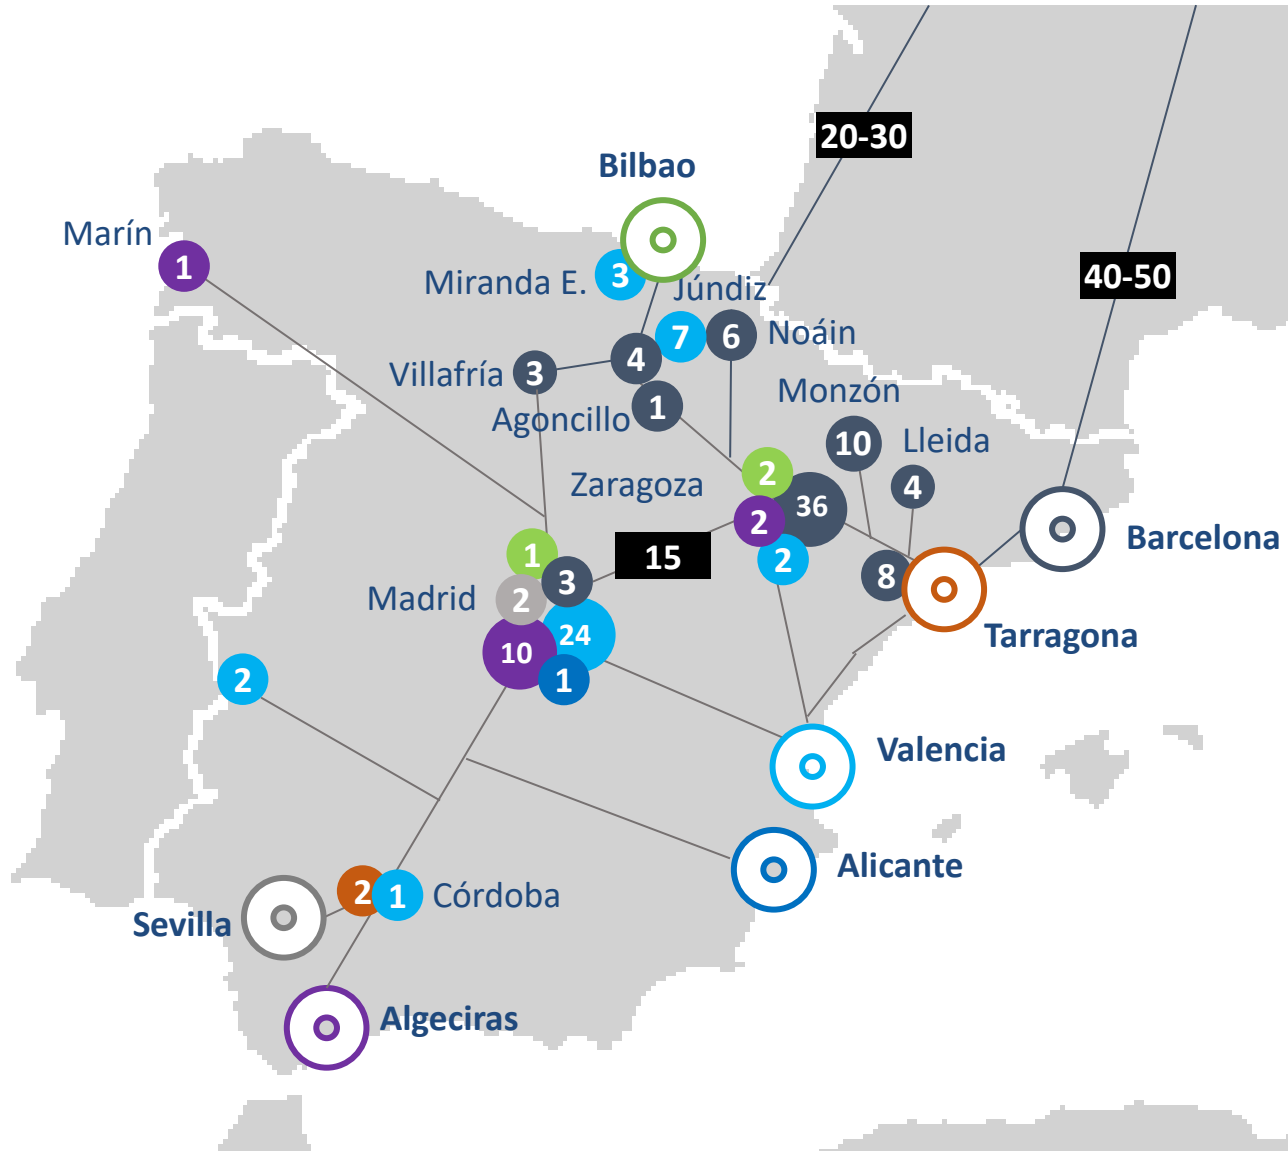 20-30
Bilbao
Marín
1
Miranda E.
3
Júndiz
40-50
7
6
Noáin
4
Villafría
3
Agoncillo
1
Monzón
10
Lleida
4
Zaragoza
2
36
2
2
Barcelona
15
1
3
8
Madrid
2
24
10
1
Tarragona
2
Valencia
Alicante
2
1
Córdoba
Sevilla
Algeciras